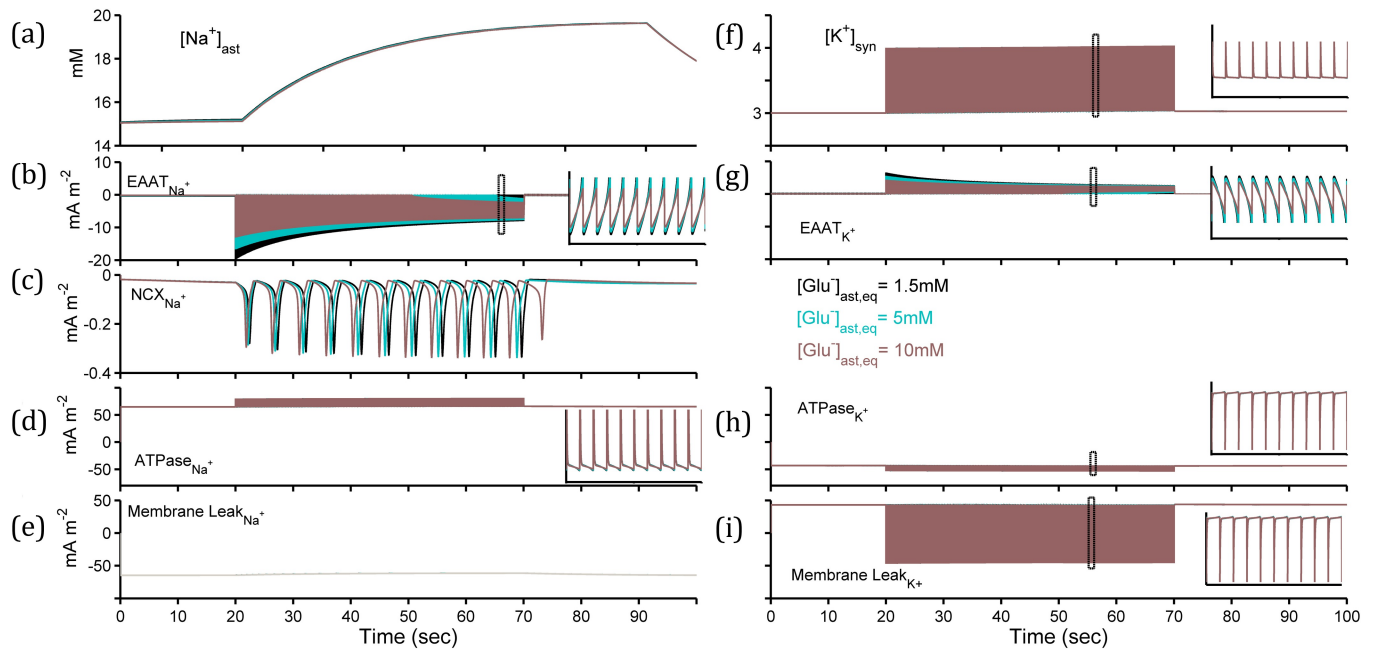 (a)
20
18
16
14
mM
[Na⁺]ast
(b)
10
0
-10
-20
mA m⁻²
EAATNa⁺
(c)
0
-0.2
-0.4
mA m⁻²
NCXNa⁺
(d)
50
0
-50
mA m⁻²
ATPaseNa⁺
(e)
50
0
-50
mA m⁻²
Membrane LeakNa⁺
0 10 20 30 40 50 60 70 80 90
Time (sec)
(f)
4
3
2
[K⁺]syn
(g)
EAATK⁺
[Glu⁻]ast,eq = 1.5mM
[Glu⁻]ast,eq = 5mM
[Glu⁻]ast,eq = 10mM
(h)
ATPaseK⁺
(i)
Membrane LeakK+
0 10 20 30 40 50 60 70 80 90 100
Time (sec)